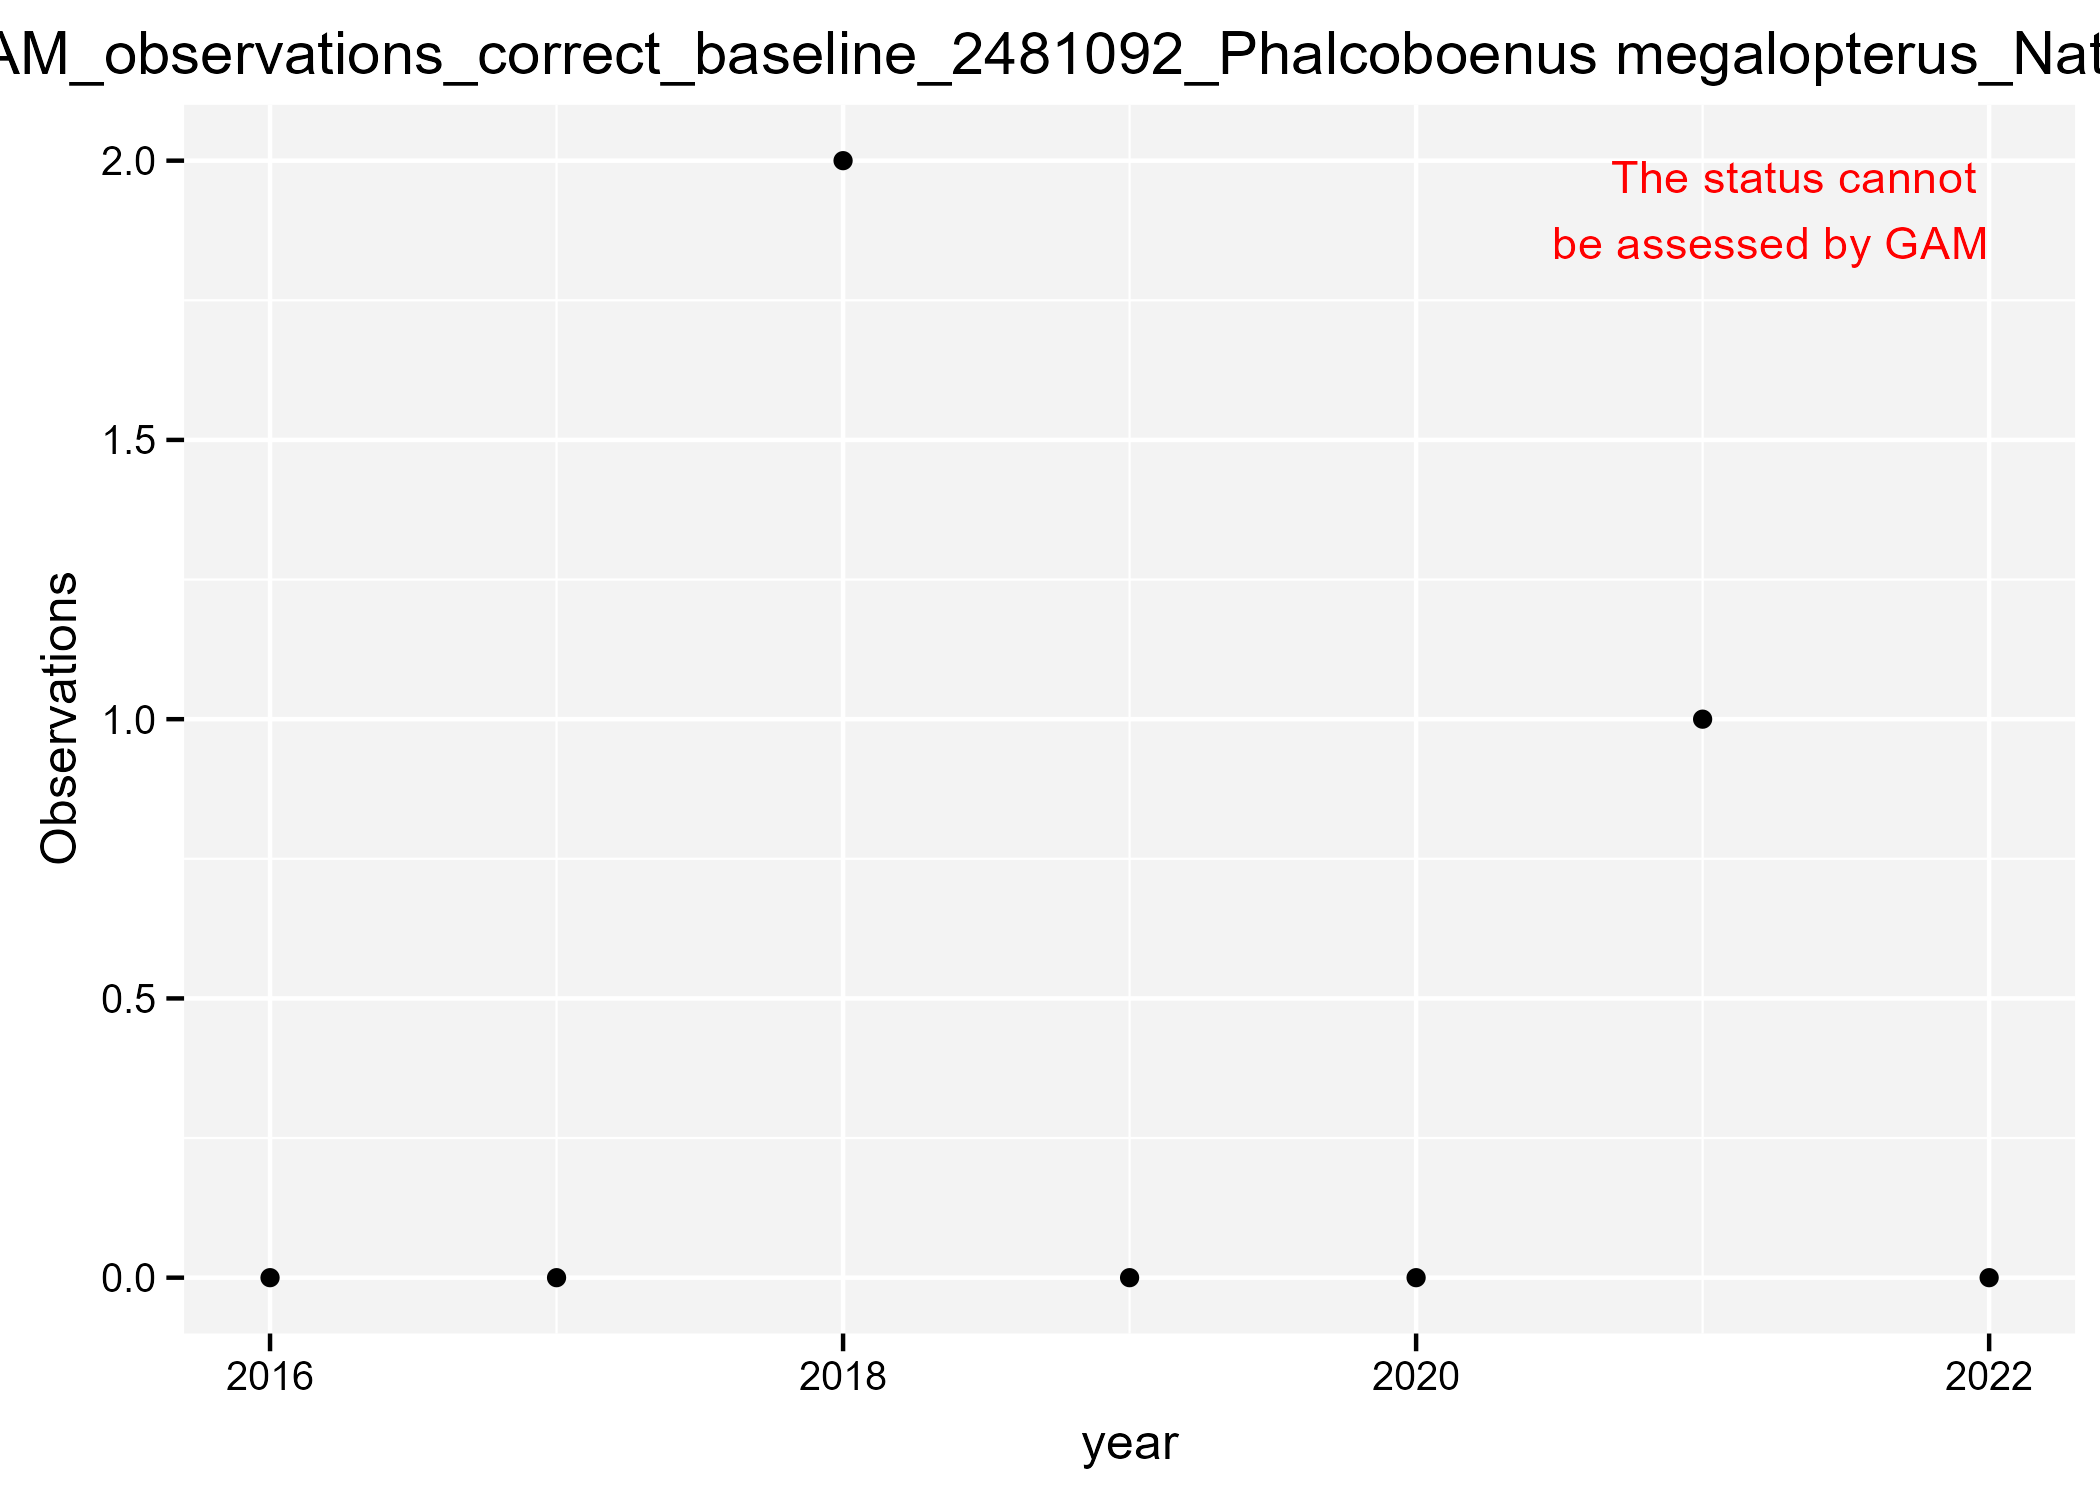 AM_observations_correct_baseline_2481092_Phalcoboenus megalopterus_Nat
The status cannot
be assessed by GAM
2.0
1.5
1.0
0.5
0.0
Observations
2016 2018 2020 2022
year